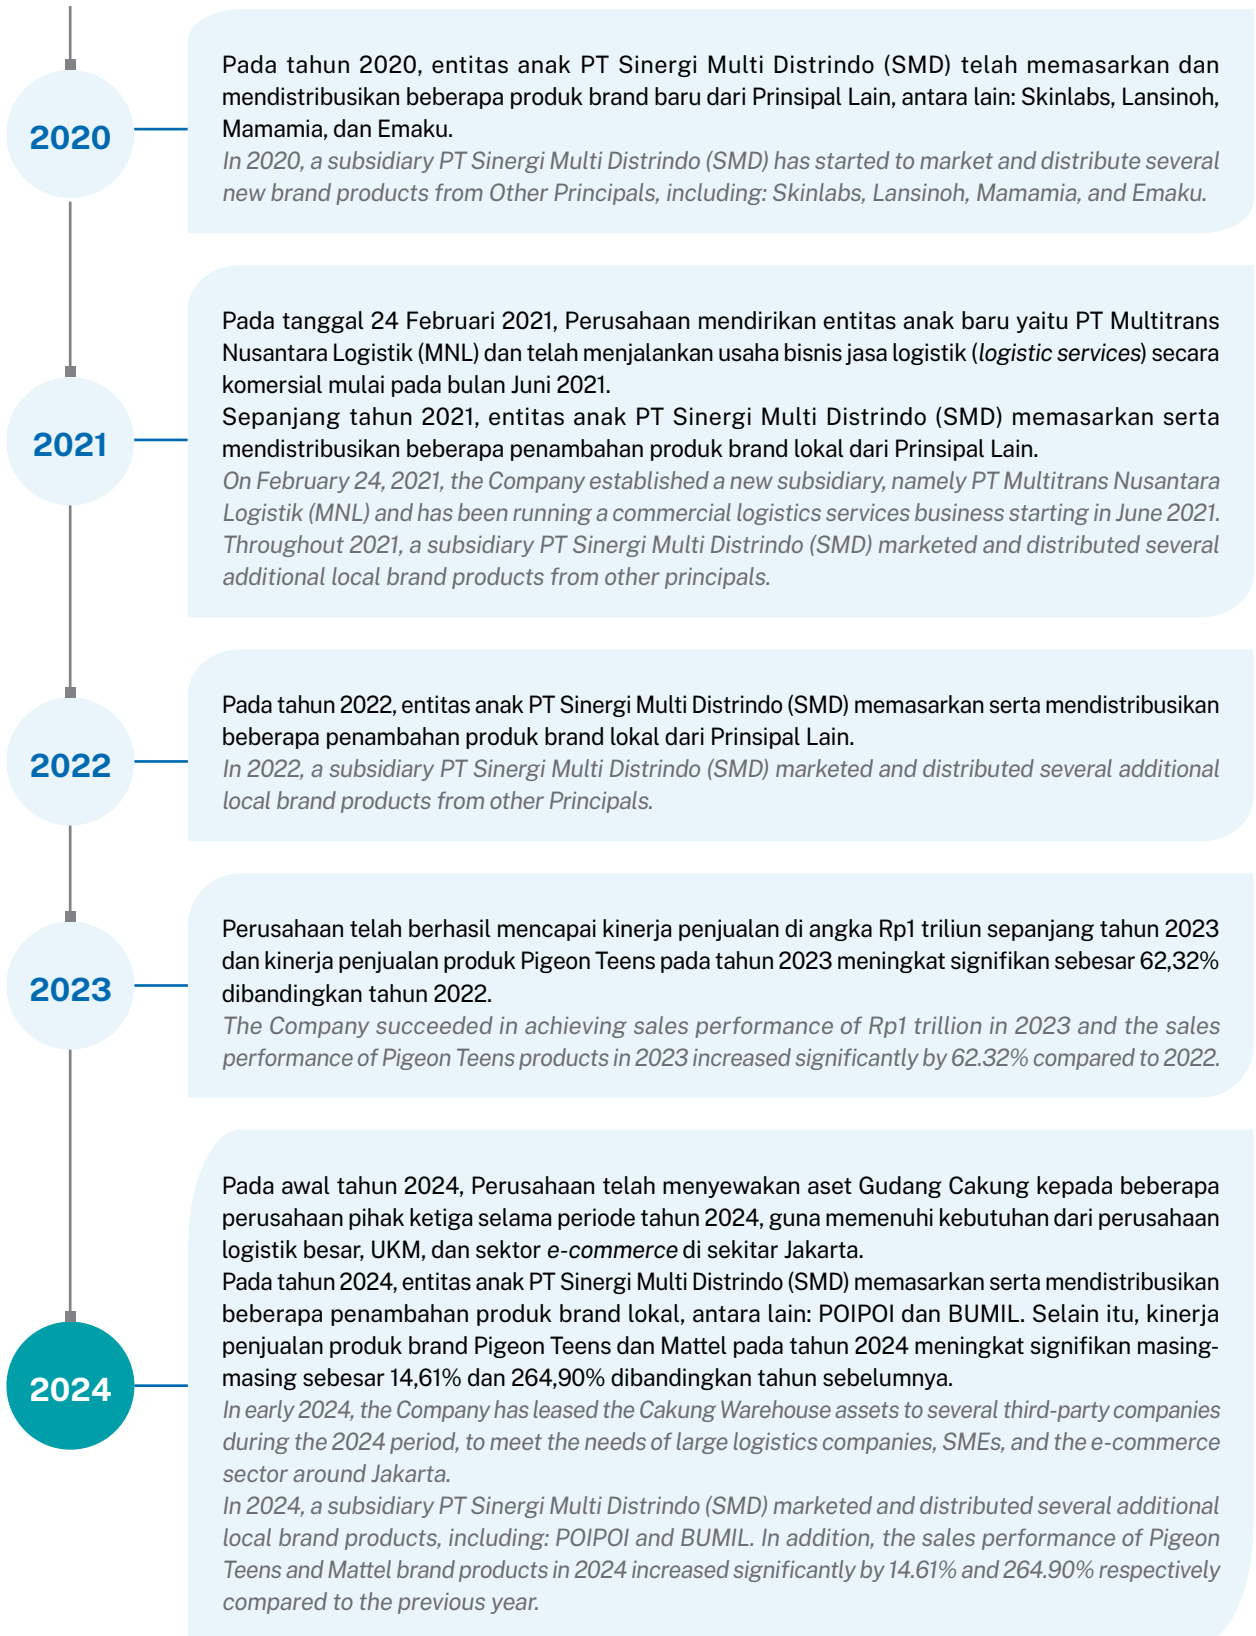 2020
Pada tahun 2020, entitas anak PT Sinergi Multi Distrindo (SMD) telah memasarkan dan
mendistribusikan beberapa produk brand baru dari Prinsipal Lain, antara lain: Skinlabs, Lansinoh,
Mamamia, dan Emaku.
In 2020, a subsidiary PT Sinergi Multi Distrindo (SMD) has started to market and distribute several
new brand products from Other Principals, including: Skinlabs, Lansinoh, Mamamia, and Emaku.
2021
Pada tanggal 24 Februari 2021, Perusahaan mendirikan entitas anak baru yaitu PT Multitrans
Nusantara Logistik (MNL) dan telah menjalankan usaha bisnis jasa logistik (logistic services) secara
komersial mulai pada bulan Juni 2021.
Sepanjang tahun 2021, entitas anak PT Sinergi Multi Distrindo (SMD) memasarkan serta
mendistribusikan beberapa penambahan produk brand lokal dari Prinsipal Lain.
On February 24, 2021, the Company established a new subsidiary, namely PT Multitrans Nusantara
Logistik (MNL) and has been running a commercial logistics services business starting in June 2021.
Throughout 2021, a subsidiary PT Sinergi Multi Distrindo (SMD) marketed and distributed several
additional local brand products from other principals.
2022
Pada tahun 2022, entitas anak PT Sinergi Multi Distrindo (SMD) memasarkan serta mendistribusikan
beberapa penambahan produk brand lokal dari Prinsipal Lain.
In 2022, a subsidiary PT Sinergi Multi Distrindo (SMD) marketed and distributed several additional
local brand products from other Principals.
2023
Perusahaan telah berhasil mencapai kinerja penjualan di angka Rp1 triliun sepanjang tahun 2023
dan kinerja penjualan produk Pigeon Teens pada tahun 2023 meningkat signifikan sebesar 62,32%
dibandingkan tahun 2022.
The Company succeeded in achieving sales performance of Rp1 trillion in 2023 and the sales
performance of Pigeon Teens products in 2023 increased significantly by 62.32% compared to 2022.
2024
Pada awal tahun 2024, Perusahaan telah menyewakan aset Gudang Cakung kepada beberapa
perusahaan pihak ketiga selama periode tahun 2024, guna memenuhi kebutuhan dari perusahaan
logistik besar, UKM, dan sektor e-commerce di sekitar Jakarta.
Pada tahun 2024, entitas anak PT Sinergi Multi Distrindo (SMD) memasarkan serta mendistribusikan
beberapa penambahan produk brand lokal, antara lain: POIPOI dan BUMIL. Selain itu, kinerja
penjualan produk brand Pigeon Teens dan Mattel pada tahun 2024 meningkat signifikan masing-
masing sebesar 14,61% dan 264,90% dibandingkan tahun sebelumnya.
In early 2024, the Company has leased the Cakung Warehouse assets to several third-party companies
during the 2024 period, to meet the needs of large logistics companies, SMEs, and the e-commerce
sector around Jakarta.
In 2024, a subsidiary PT Sinergi Multi Distrindo (SMD) marketed and distributed several additional
local brand products, including: POIPOI and BUMIL. In addition, the sales performance of Pigeon
Teens and Mattel brand products in 2024 increased significantly by 14.61% and 264.90% respectively
compared to the previous year.